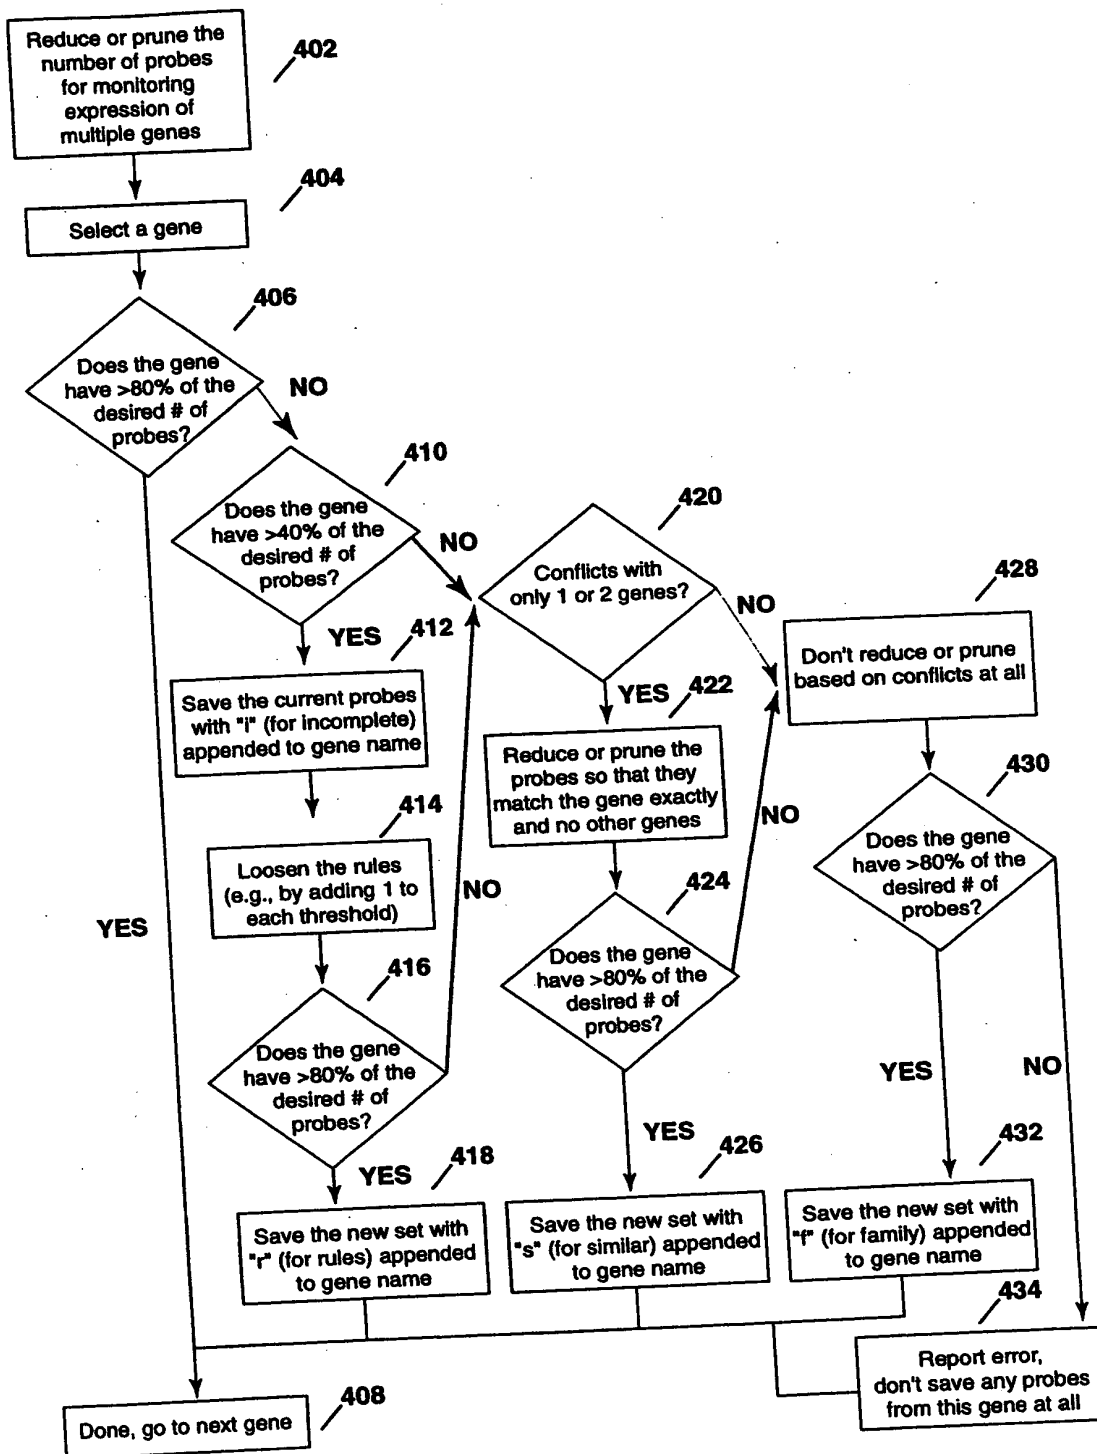 Reduce or prune the
number of probes
for monitoring
expression of
multiple genes
402
404
Select a gene
406
Does the gene
have >80% of the
desired # of
probes?
NO
410
Does the gene
have >40% of the
desired # of
probes?
NO
420
Conflicts with
only 1 or 2 genes?
NO
428
Don't reduce or prune
based on conflicts at all
YES
412
Save the current probes
with "i" (for incomplete)
appended to gene name
YES
422
Reduce or prune the
probes so that they
match the gene exactly
and no other genes
NO
430
Does the gene
have >80% of the
desired # of
probes?
414
Loosen the rules
(e.g., by adding 1 to
each threshold)
NO
424
Does the gene
have >80% of the
desired # of
probes?
YES
416
Does the gene
have >80% of the
desired # of
probes?
YES
NO
YES
418
Save the new set with
"r" (for rules) appended
to gene name
YES
426
Save the new set with
"s" (for similar) appended
to gene name
432
Save the new set with
"f" (for family) appended
to gene name
434
Report error,
don't save any probes
from this gene at all
Done, go to next gene
408